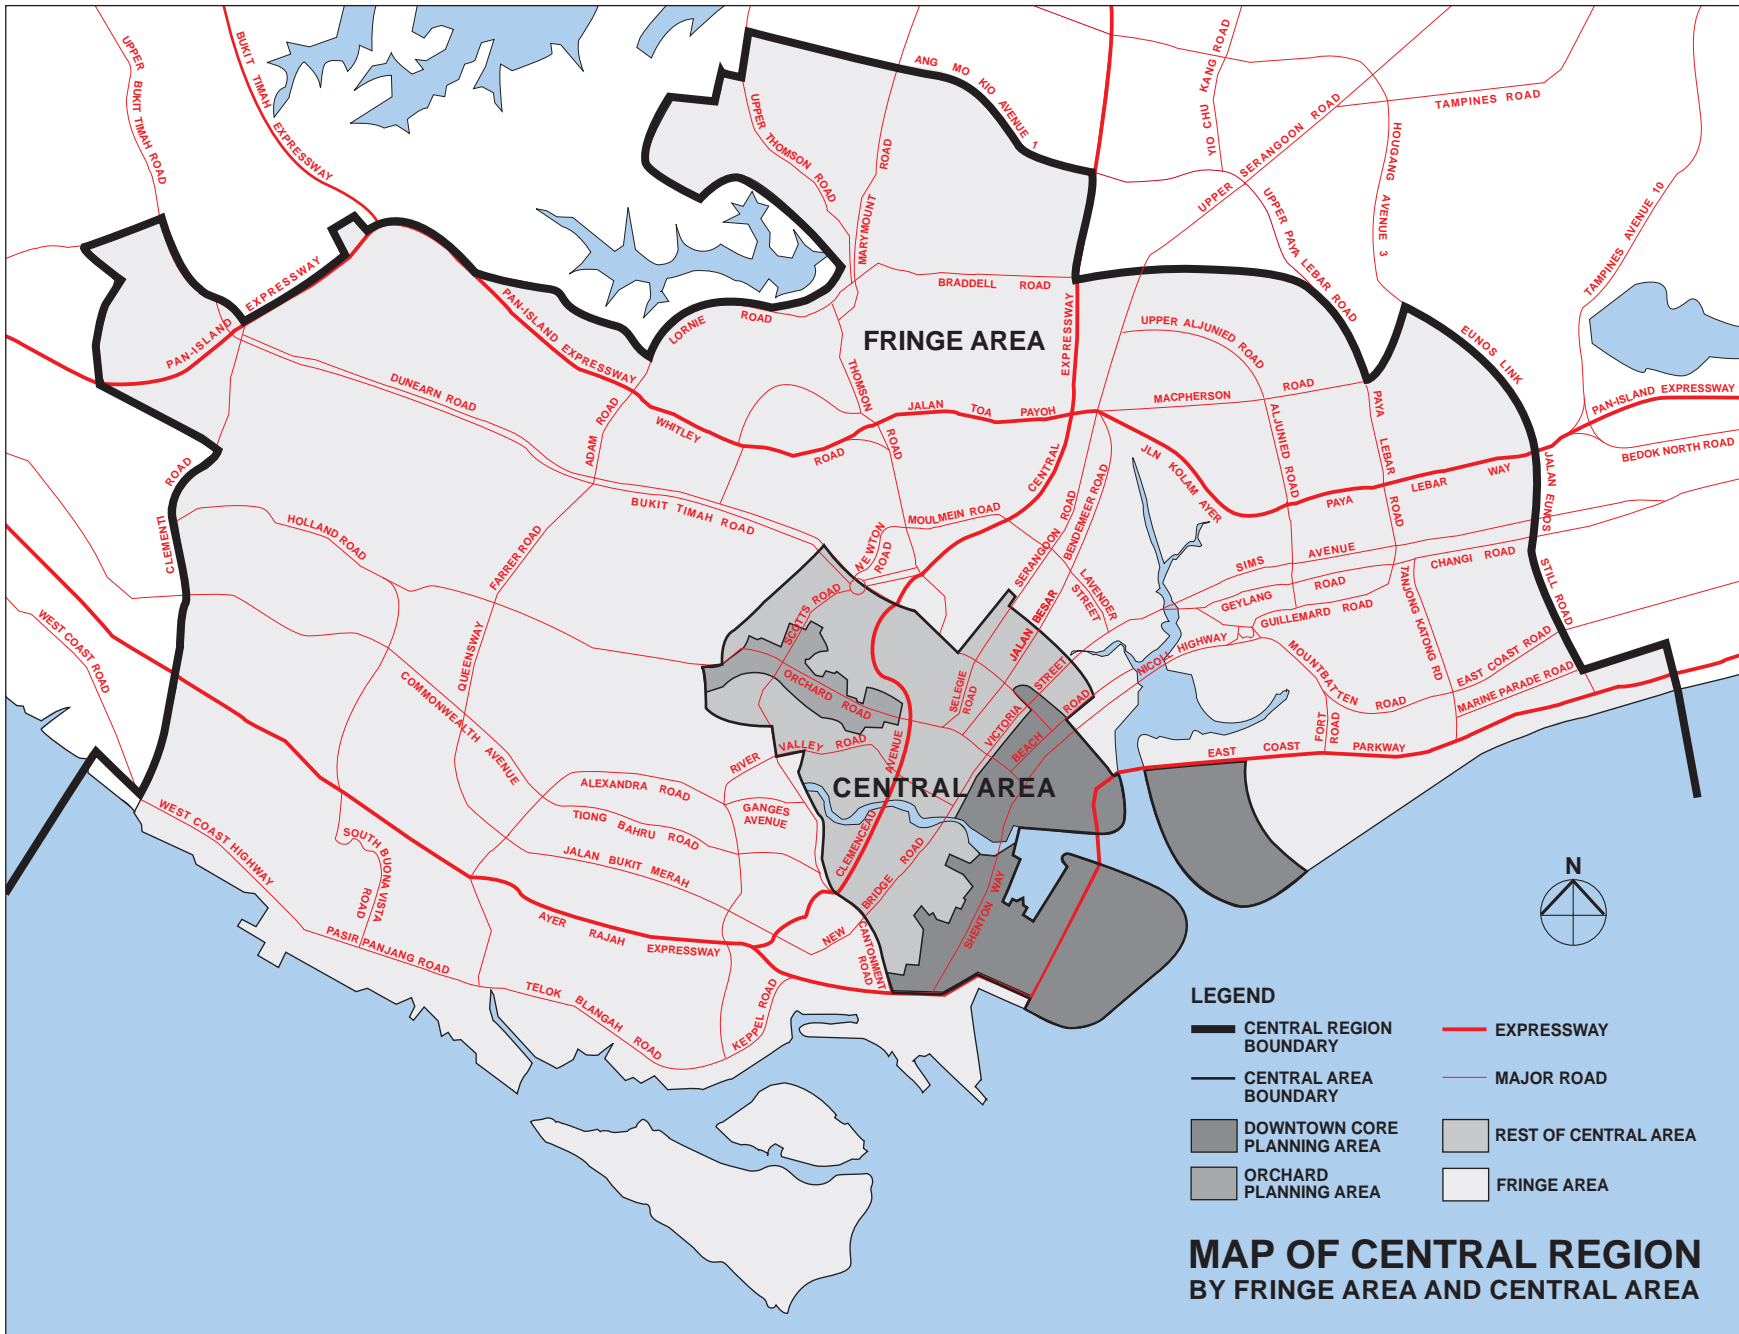 UPPER BUKIT TIMAH ROAD
BUKIT TIMAH EXPRESSWAY
ANG MO KIO AVENUE 1
UPPER THOMSON ROAD
MARYMOUNT ROAD
YIO CHU KANG ROAD
UPPER SERANGOON ROAD
TAMPINES ROAD
HOUGANG AVENUE 3
UPPER PAYA LEBAR ROAD
TAMPINES AVENUE 10
PAN-ISLAND EXPRESSWAY
PAN-ISLAND EXPRESSWAY
LORNIE ROAD
BRADDELL ROAD
FRINGE AREA
CENTRAL EXPRESSWAY
UPPER ALJUNIED ROAD
EUNOS LINK
PAN-ISLAND EXPRESSWAY
BEDOK NORTH ROAD
DUNEARN ROAD
ADAM ROAD
WHITLEY ROAD
THOMSON ROAD
JALAN TOA PAYOH
MACPHERSON ROAD
ALJUNIED ROAD
PAYA LEBAR ROAD
JLN KOLAM AYER
PAYA LEBAR WAY
JALAN EUNOS
CLEMENTI ROAD
HOLLAND ROAD
BUKIT TIMAH ROAD
FARRER ROAD
NEWTON
ROAD
MOULMEIN ROAD
SERANGOON ROAD
BENDEMEER ROAD
LAVENDER
STREET
SIMS AVENUE
GEYLANG ROAD
CHANGI ROAD
GUILLEMARD ROAD
TANJONG KATONG RD
STILL ROAD
WEST COAST ROAD
QUEENSWAY
COMMONWEALTH AVENUE
SCOTTS ROAD
ORCHARD ROAD
SELEGIE
ROAD
JALAN BESAR
VICTORIA STREET
BEACH ROAD
NICOLL HIGHWAY
MOUNTBATTEN ROAD
EAST COAST ROAD
MARINE PARADE ROAD
FORT
ROAD
EAST COAST PARKWAY
RIVER VALLEY ROAD
CENTRAL AREA
CLEMENCEAU AVENUE
ALEXANDRA ROAD
GANGES
AVENUE
TIONG BAHRU ROAD
JALAN BUKIT MERAH
WEST COAST HIGHWAY
SOUTH BUONA VISTA
ROAD
PASIR PANJANG ROAD
AYER RAJAH EXPRESSWAY
NEW BRIDGE ROAD
CANTONMENT
ROAD
SHENTON WAY
TELOK BLANGAH ROAD
KEPPEL ROAD
N
LEGEND
CENTRAL REGION
BOUNDARY
EXPRESSWAY
CENTRAL AREA
BOUNDARY
MAJOR ROAD
DOWNTOWN CORE
PLANNING AREA
REST OF CENTRAL AREA
ORCHARD
PLANNING AREA
FRINGE AREA
MAP OF CENTRAL REGION
BY FRINGE AREA AND CENTRAL AREA